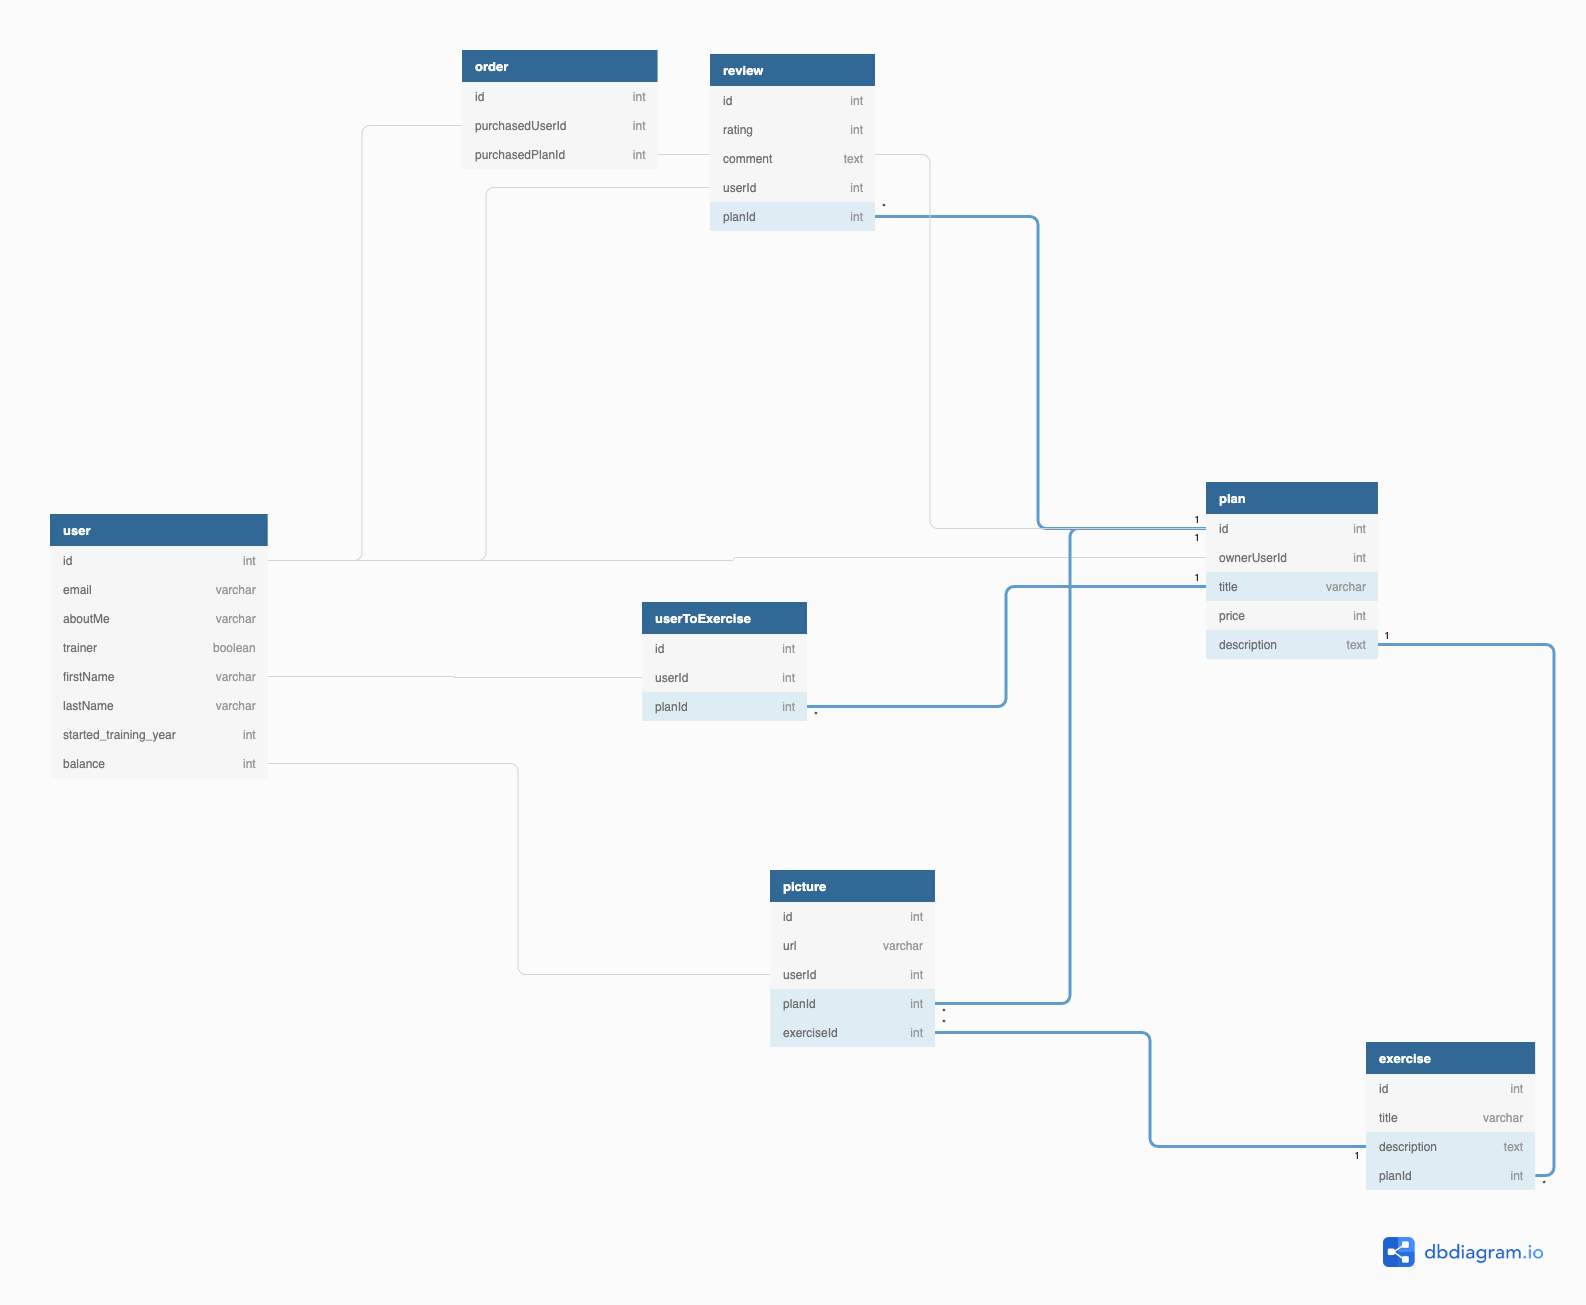 order
id int
purchasedUserId int
purchasedPlanId int
review
id int
rating int
comment text
userId int
planId int
*
user
id int
email varchar
aboutMe varchar
trainer boolean
firstName varchar
lastName varchar
started_training_year int
balance int
userToExercise
id int
userId int
planId int
*
plan
1
id int
1
ownerUserId int
1
title varchar
price int
1
description text
picture
id int
url varchar
userId int
planId int
*
*
exerciseId int
exercise
id int
title varchar
description text
1
planId int
*
dbdiagram.io